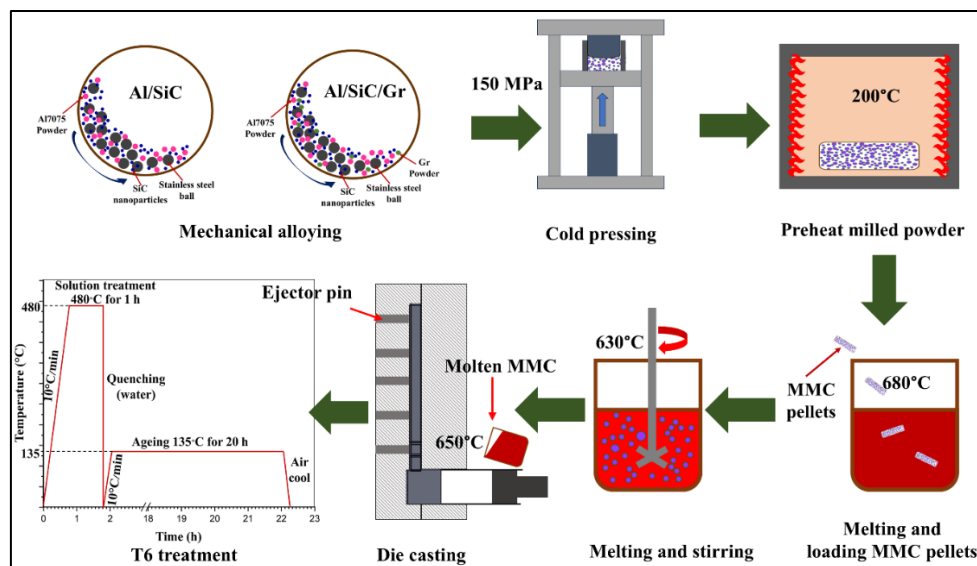 Al/SiC
Al7075
Powder
SiC
nanoparticles
Stainless steel
ball
Al/SiC/Gr
Gr
Powder
SiC
nanoparticles
Stainless steel
ball
Mechanical alloying
150 MPa
Cold pressing
200°C
Preheat milled powder
MMC
pellets
680°C
Melting and
loading MMC pellets
630°C
Melting and stirring
Ejector pin
Molten MMC
650°C
Die casting
Solution treatment
480°C for 1 h
480
10°C/min
Quenching
(water)
Ageing 135°C for 20 h
135
10°C/min
Air
cool
Temperature (°C)
0 1 2 18 19 20 21 22 23
Time (h)
T6 treatment